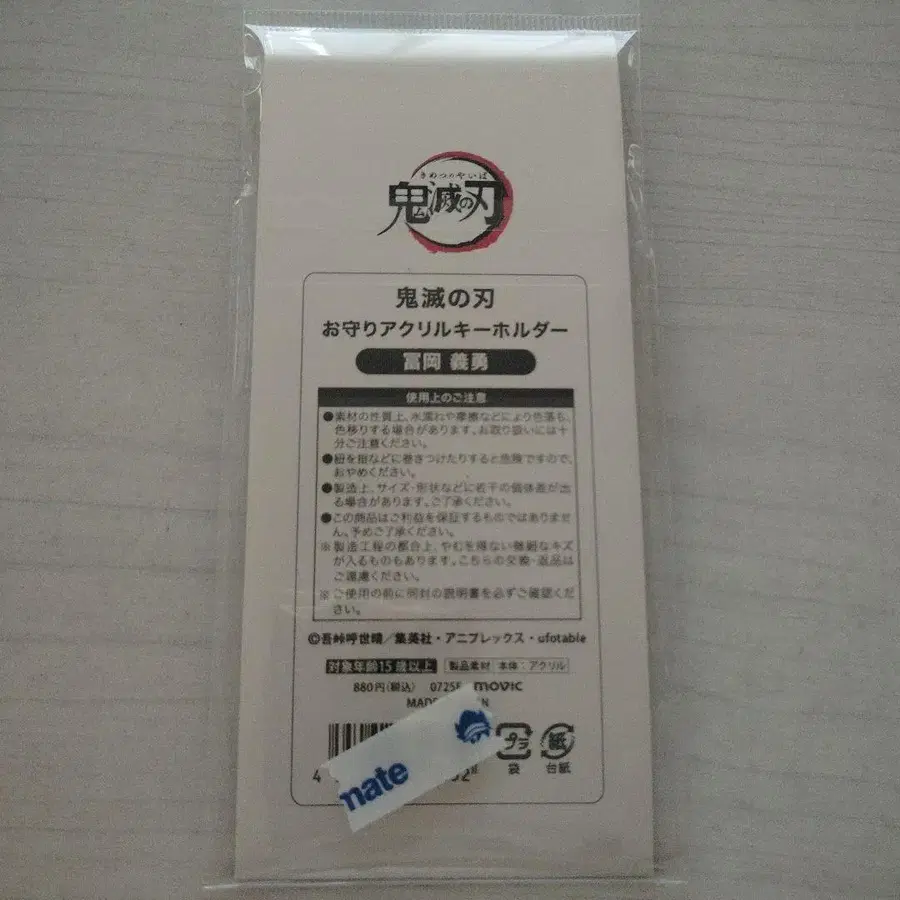 きめつのやいば
鬼滅の刃
鬼滅の刃
お守りアクリルキーホルダー
冨岡 義勇
使用上のご注意
●素材の性質上、水濡れや摩擦などにより色落ち、
色移りする場合があります。お取り扱いには十
分ご注意ください。
●紐を指などに巻きつけたりすると危険ですので、
おやめください。
●製造上、サイズ・形状などに若干の個体差が出
る場合があります。ご了承ください。
●この商品はご利益を保証するものではありませ
ん。予めご了承ください。
※製造工程の都合上、やむを得ない微細なキズ
が入るものもあります。こちらの交換・返品は
ご遠慮ください。
※ご使用の前に同封の説明書を必ずご確認くだ
さい。
©吾峠呼世晴／集英社・アニプレックス・ufotable
対象年齢15歳以上 製品素材 本体：アクリル
880円(税込) 0725 movic
MAD N
プラ 紙
4 mate 02 袋 台紙